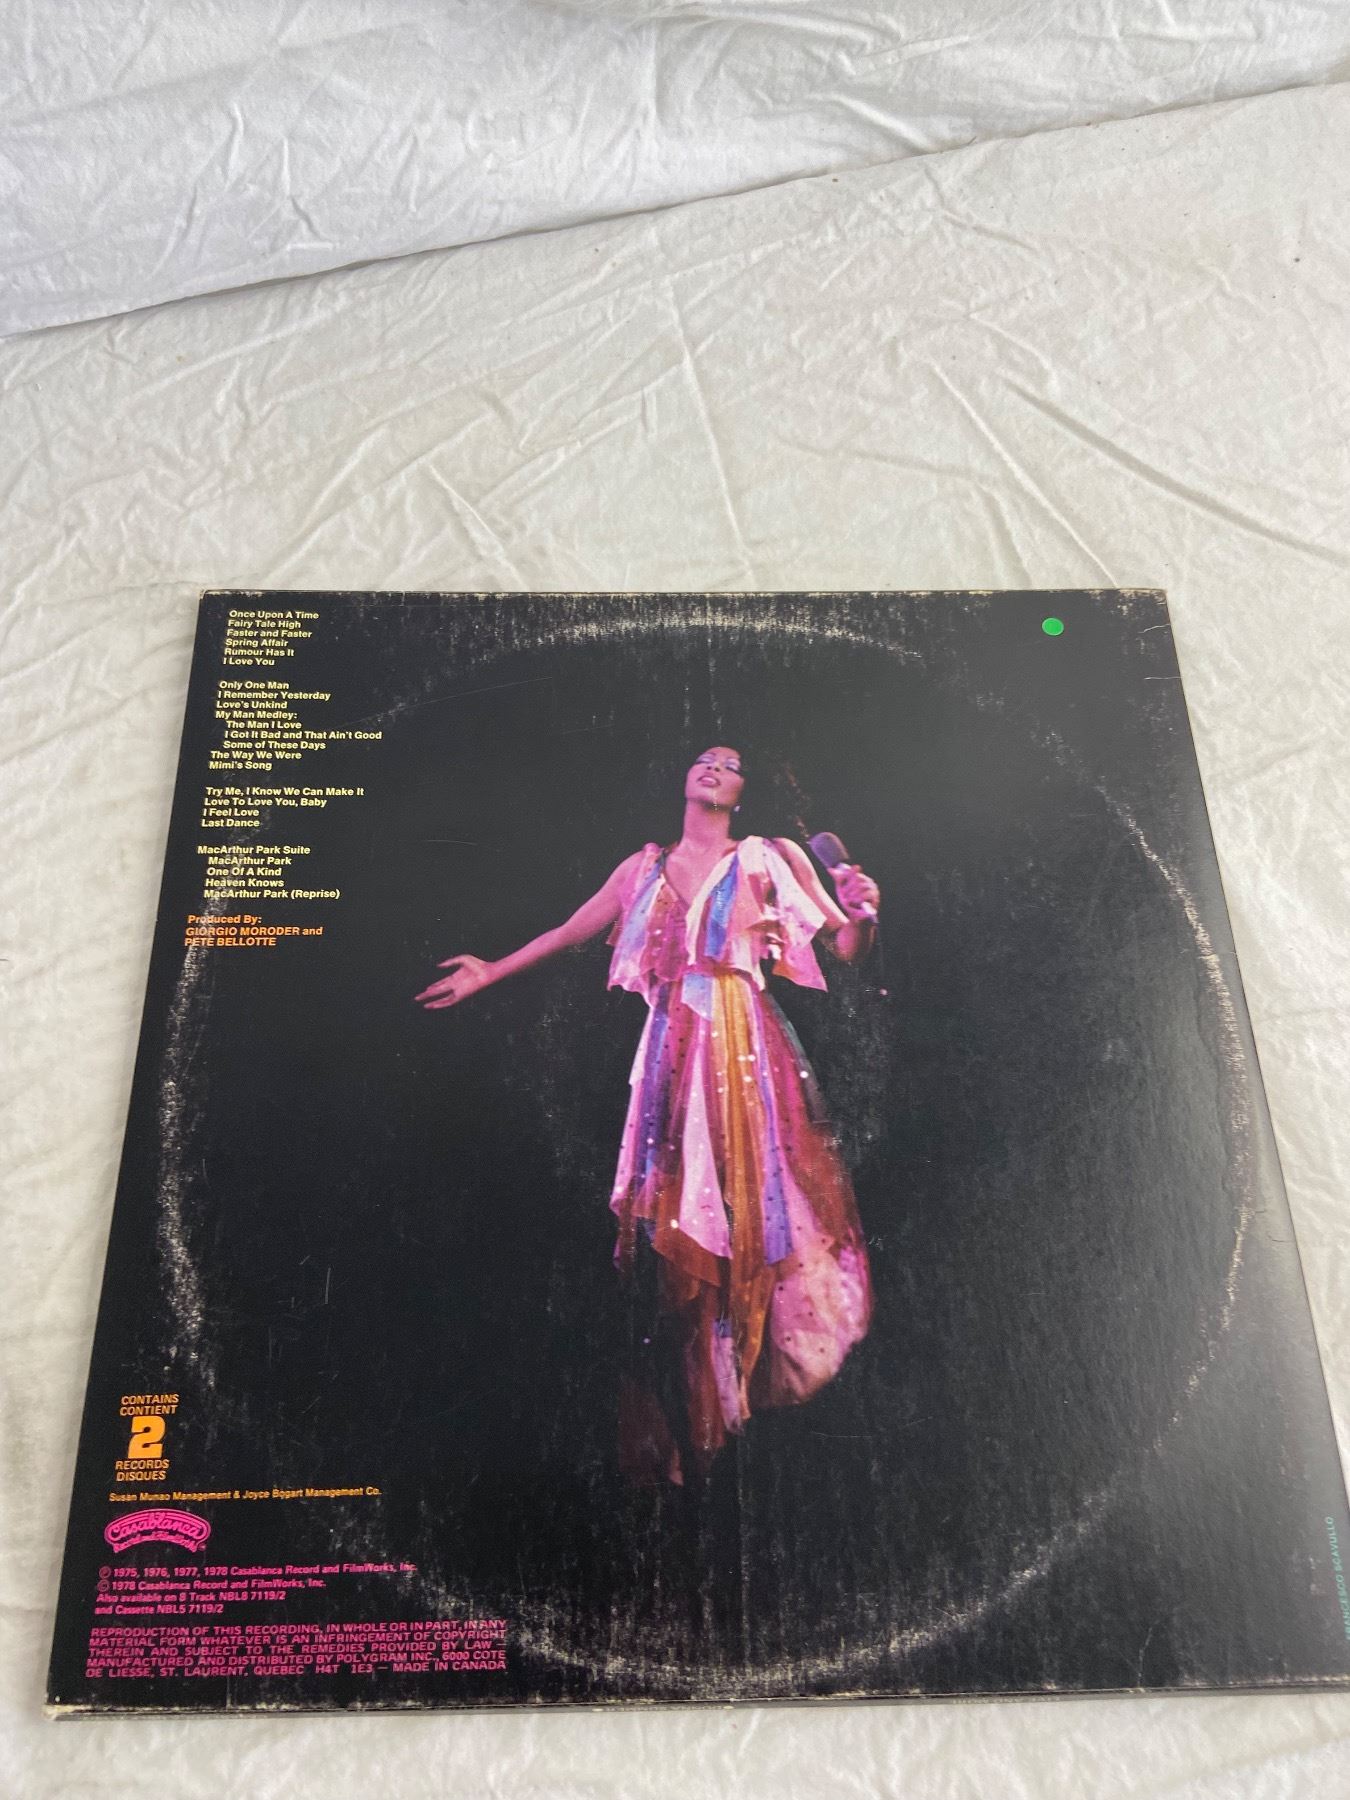 Once Upon A Time
Fairy Tale High
Faster and Faster
Spring Affair
Rumour Has It
I Love You
Only One Man
I Remember Yesterday
Love's Unkind
My Man Medley:
The Man I Love
I Got It Bad and That Ain't Good
Some of These Days
The Way We Were
Mimi's Song
Try Me, I Know We Can Make It
Love To Love You, Baby
I Feel Love
Last Dance
MacArthur Park Suite
MacArthur Park
One Of A Kind
Heaven Knows
MacArthur Park (Reprise)
Produced By:
GIORGIO MORODER and
PETE BELLOTTE
CONTAINS
CONTIENT
2
RECORDS
DISQUES
Susan Munao Management & Joyce Bogart Management Co.
Casablanca
Record and FilmWorks
℗ 1975, 1976, 1977, 1978 Casablanca Record and FilmWorks, Inc.
© 1978 Casablanca Record and FilmWorks, Inc.
Also available on 8 Track NBL8 7119/2
and Cassette NBL5 7119/2
REPRODUCTION OF THIS RECORDING, IN WHOLE OR IN PART, IN ANY
MATERIAL FORM WHATEVER IS AN INFRINGEMENT OF COPYRIGHT
THEREIN AND SUBJECT TO THE REMEDIES PROVIDED BY LAW —
MANUFACTURED AND DISTRIBUTED BY POLYGRAM INC., 6000 COTE
DE LIESSE, ST. LAURENT, QUEBEC H4T 1E3 — MADE IN CANADA
SCAVULLO